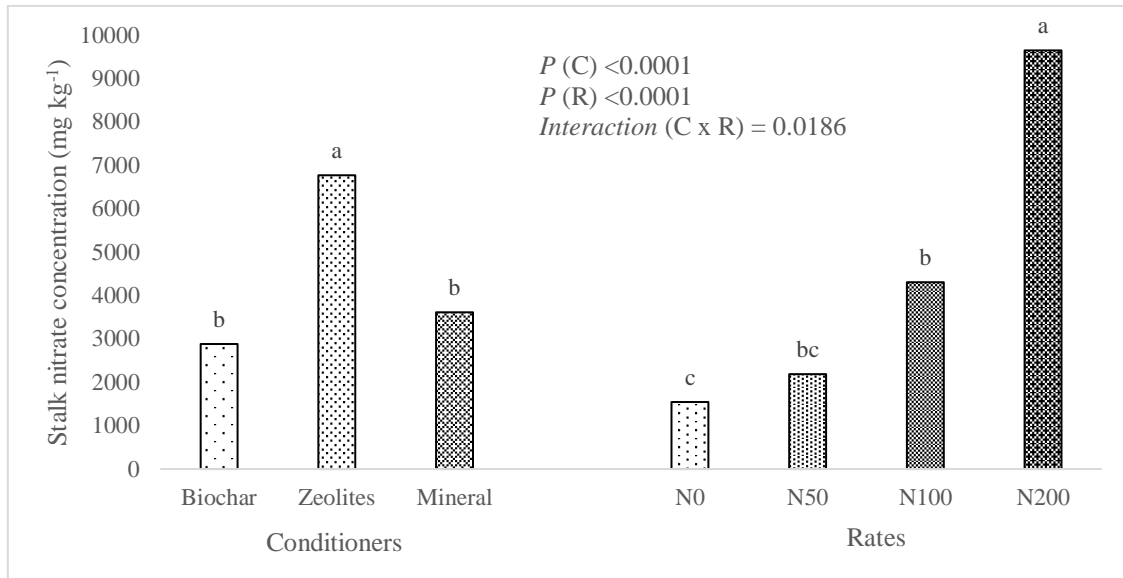 Stalk nitrate concentration (mg kg⁻¹)
10000
9000
8000
7000
6000
5000
4000
3000
2000
1000
0
P (C) <0.0001
P (R) <0.0001
Interaction (C x R) = 0.0186
b
a
b
c
bc
b
a
Biochar
Zeolites
Mineral
N0
N50
N100
N200
Conditioners
Rates